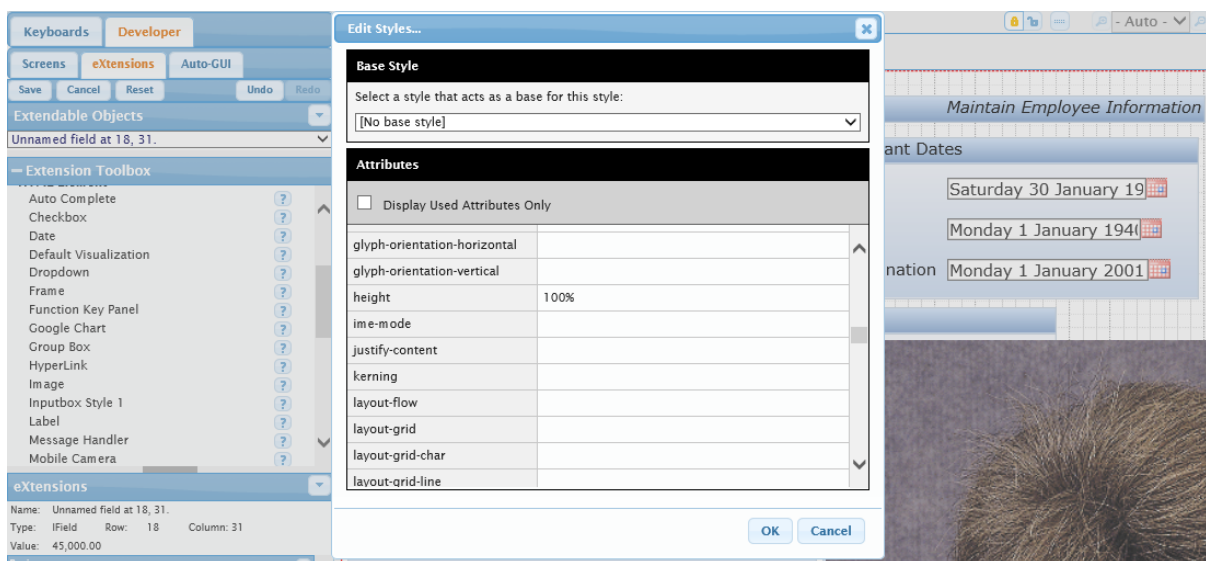 Keyboards Developer
Screens eXtensions Auto-GUI
Save Cancel Reset Undo Redo
Extendable Objects
Unnamed field at 18, 31.
Extension Toolbox
Auto Complete ?
Checkbox ?
Date ?
Default Visualization ?
Dropdown ?
Frame ?
Function Key Panel ?
Google Chart ?
Group Box ?
HyperLink ?
Image ?
Inputbox Style 1 ?
Label ?
Message Handler ?
Mobile Camera ?
eXtensions
Name: Unnamed field at 18, 31.
Type: IField Row: 18 Column: 31
Value: 45,000.00
Edit Styles...
Base Style
Select a style that acts as a base for this style:
[No base style]
Attributes
Display Used Attributes Only
glyph-orientation-horizontal
glyph-orientation-vertical
height 100%
ime-mode
justify-content
kerning
layout-flow
layout-grid
layout-grid-char
layout-grid-line
OK Cancel
- Auto -
Maintain Employee Information
ant Dates
Saturday 30 January 19
Monday 1 January 194
nation Monday 1 January 2001